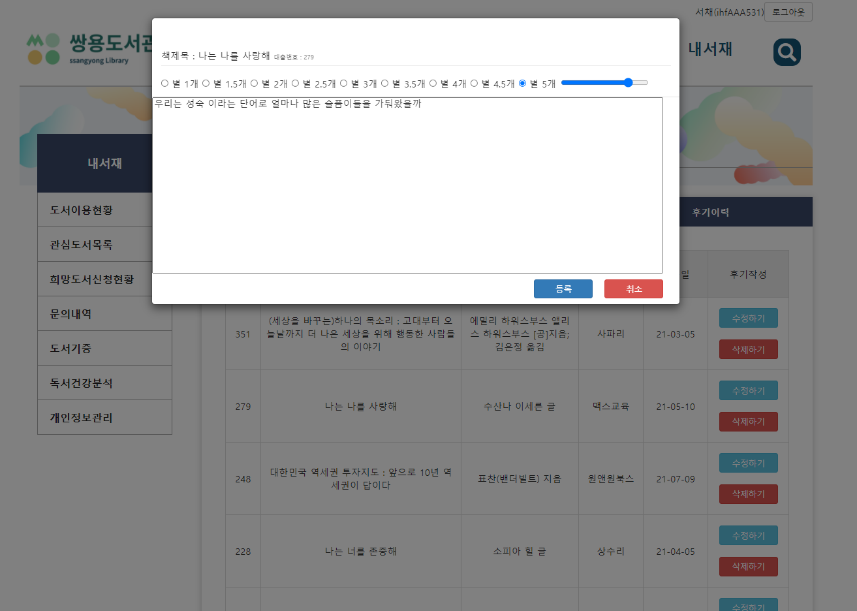 서재(ihfAAA531) 로그아웃
쌍용도서관
ssangyong Library
내서재
책제목 : 나는 나를 사랑해 대출번호 : 279
별 1개 별 1.5개 별 2개 별 2.5개 별 3개 별 3.5개 별 4개 별 4.5개 별 5개
우리는 성숙 이라는 단어로 얼마나 많은 슬픔이들을 가둬왔을까
등록 취소
내서재
도서이용현황
관심도서목록
희망도서신청현황
문의내역
도서기증
독서건강분석
개인정보관리
후기이력
일 후기작성
351 (세상을 바꾸는)하나의 목소리 : 고대부터 오늘날까지 더 나은 세상을 위해 행동한 사람들의 이야기 에밀리 하워스부스 앨리스 하워스부스 [공]지음; 김은정 옮김 사파리 21-03-05 수정하기 삭제하기
279 나는 나를 사랑해 수산나 이세른 글 맥스교육 21-05-10 수정하기 삭제하기
248 대한민국 역세권 투자지도 : 앞으로 10년 역세권이 답이다 표찬(밴더빌트) 지음 원앤원북스 21-07-09 수정하기 삭제하기
228 나는 너를 존중해 소피아 힐 글 상수리 21-04-05 수정하기 삭제하기
수정하기